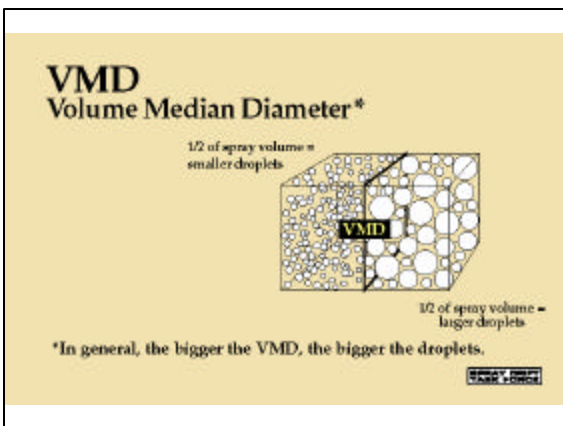 VMD
Volume Median Diameter*
1/2 of spray volume =
smaller droplets
VMD
1/2 of spray volume =
larger droplets
*In general, the bigger the VMD, the bigger the droplets.
SPRAY DRIFT
TASK FORCE